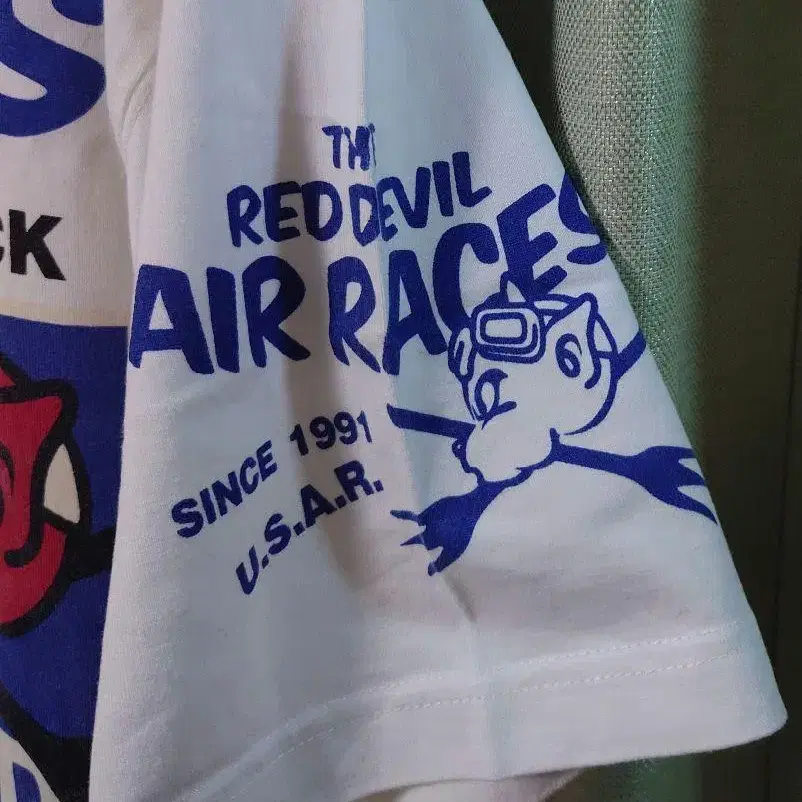 S
CK
THE
RED DEVIL
AIR RACES
SINCE 1991
U.S.A.R.